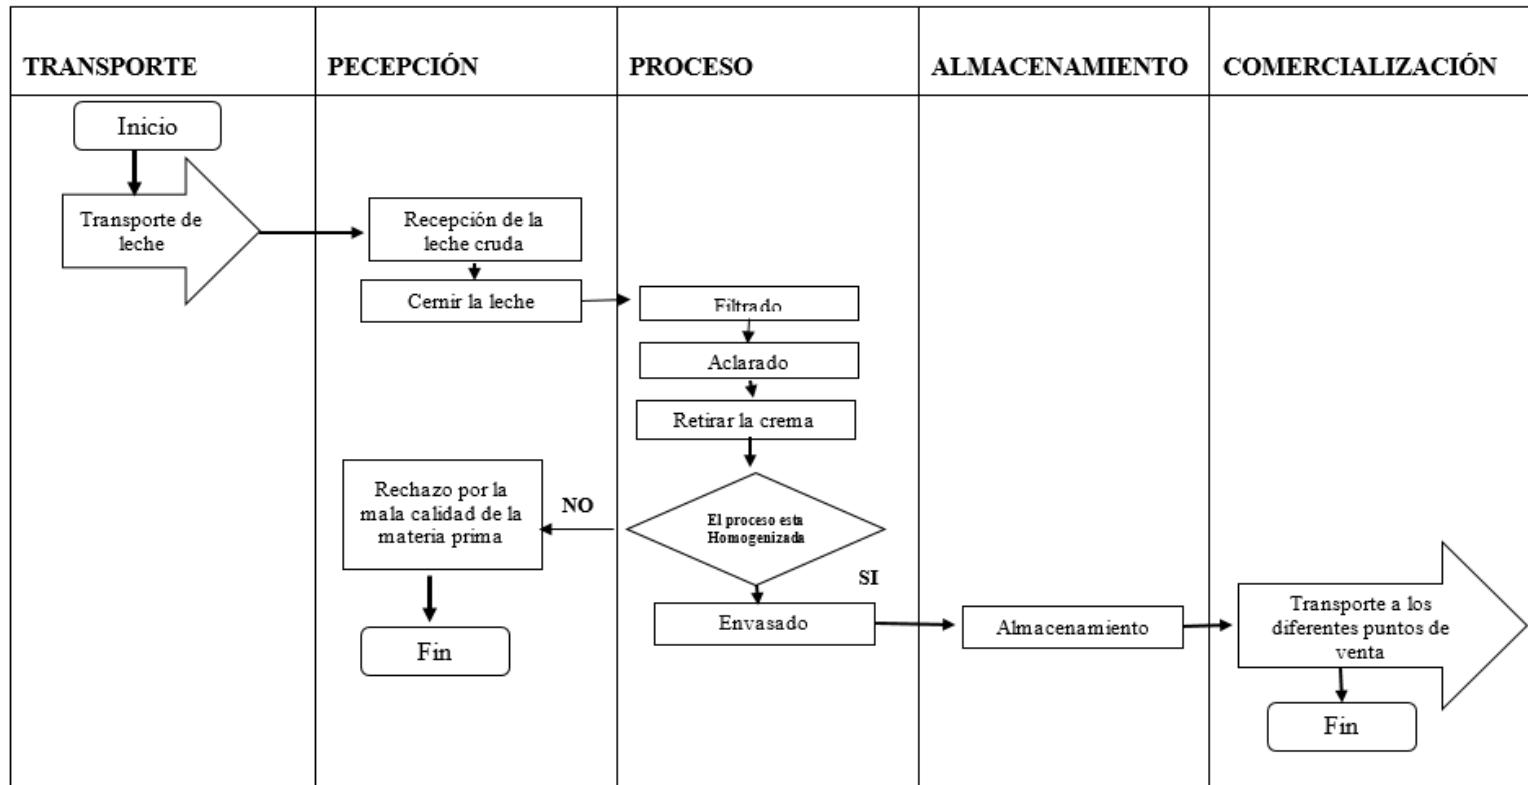 TRANSPORTE
PECEPCIÓN
PROCESO
ALMACENAMIENTO
COMERCIALIZACIÓN
Inicio
Transporte de
leche
Recepción de la
leche cruda
Cernir la leche
Filtrado
Aclarado
Retirar la crema
El proceso esta
Homogenizada
NO
Rechazo por la
mala calidad de la
materia prima
Fin
SI
Envasado
Almacenamiento
Transporte a los
diferentes puntos de
venta
Fin